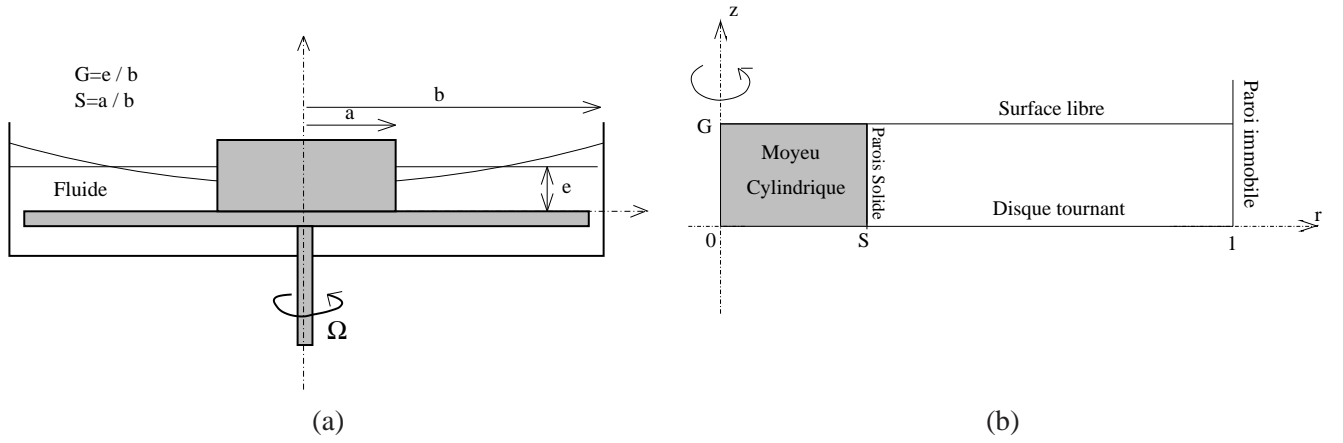 G=e / b
S=a / b
b
a
e
Fluide
Ω
(a)
z
G
Surface libre
Moyeu
Cylindrique
Parois Solide
Paroi immobile
Disque tournant
r
0
S
1
(b)